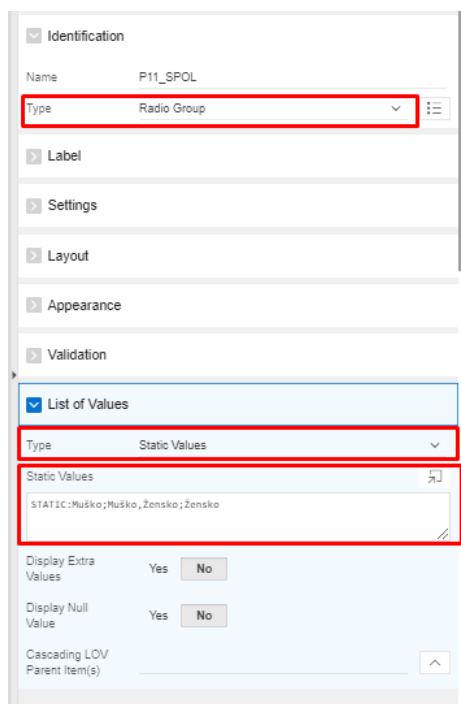 Identification
Name P11_SPOL
Type Radio Group
Label
Settings
Layout
Appearance
Validation
List of Values
Type Static Values
Static Values
STATIC:Muško;Muško,Žensko;Žensko
Display Extra
Values Yes No
Display Null
Value Yes No
Cascading LOV
Parent Item(s)